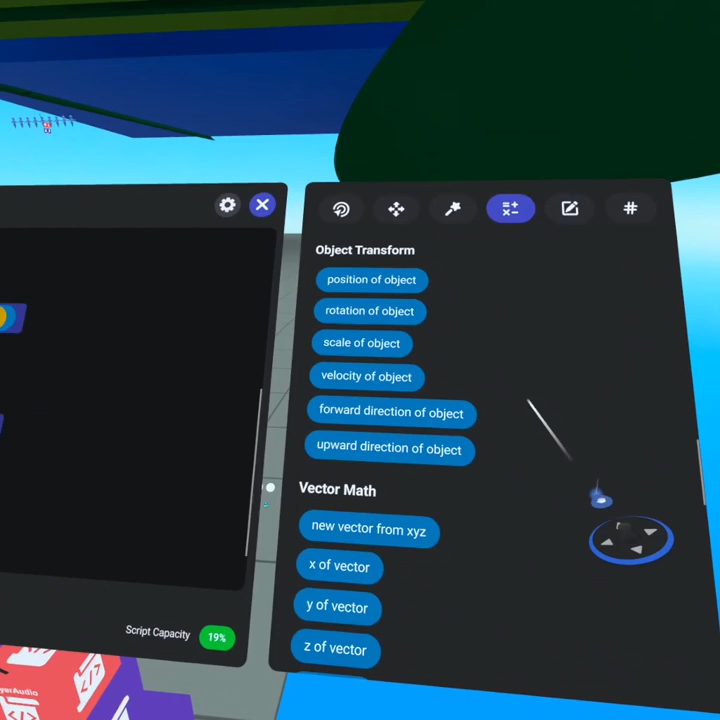 Object Transform
position of object
rotation of object
scale of object
velocity of object
forward direction of object
upward direction of object
Vector Math
new vector from xyz
x of vector
y of vector
z of vector
Script Capacity 19%
yerAudio